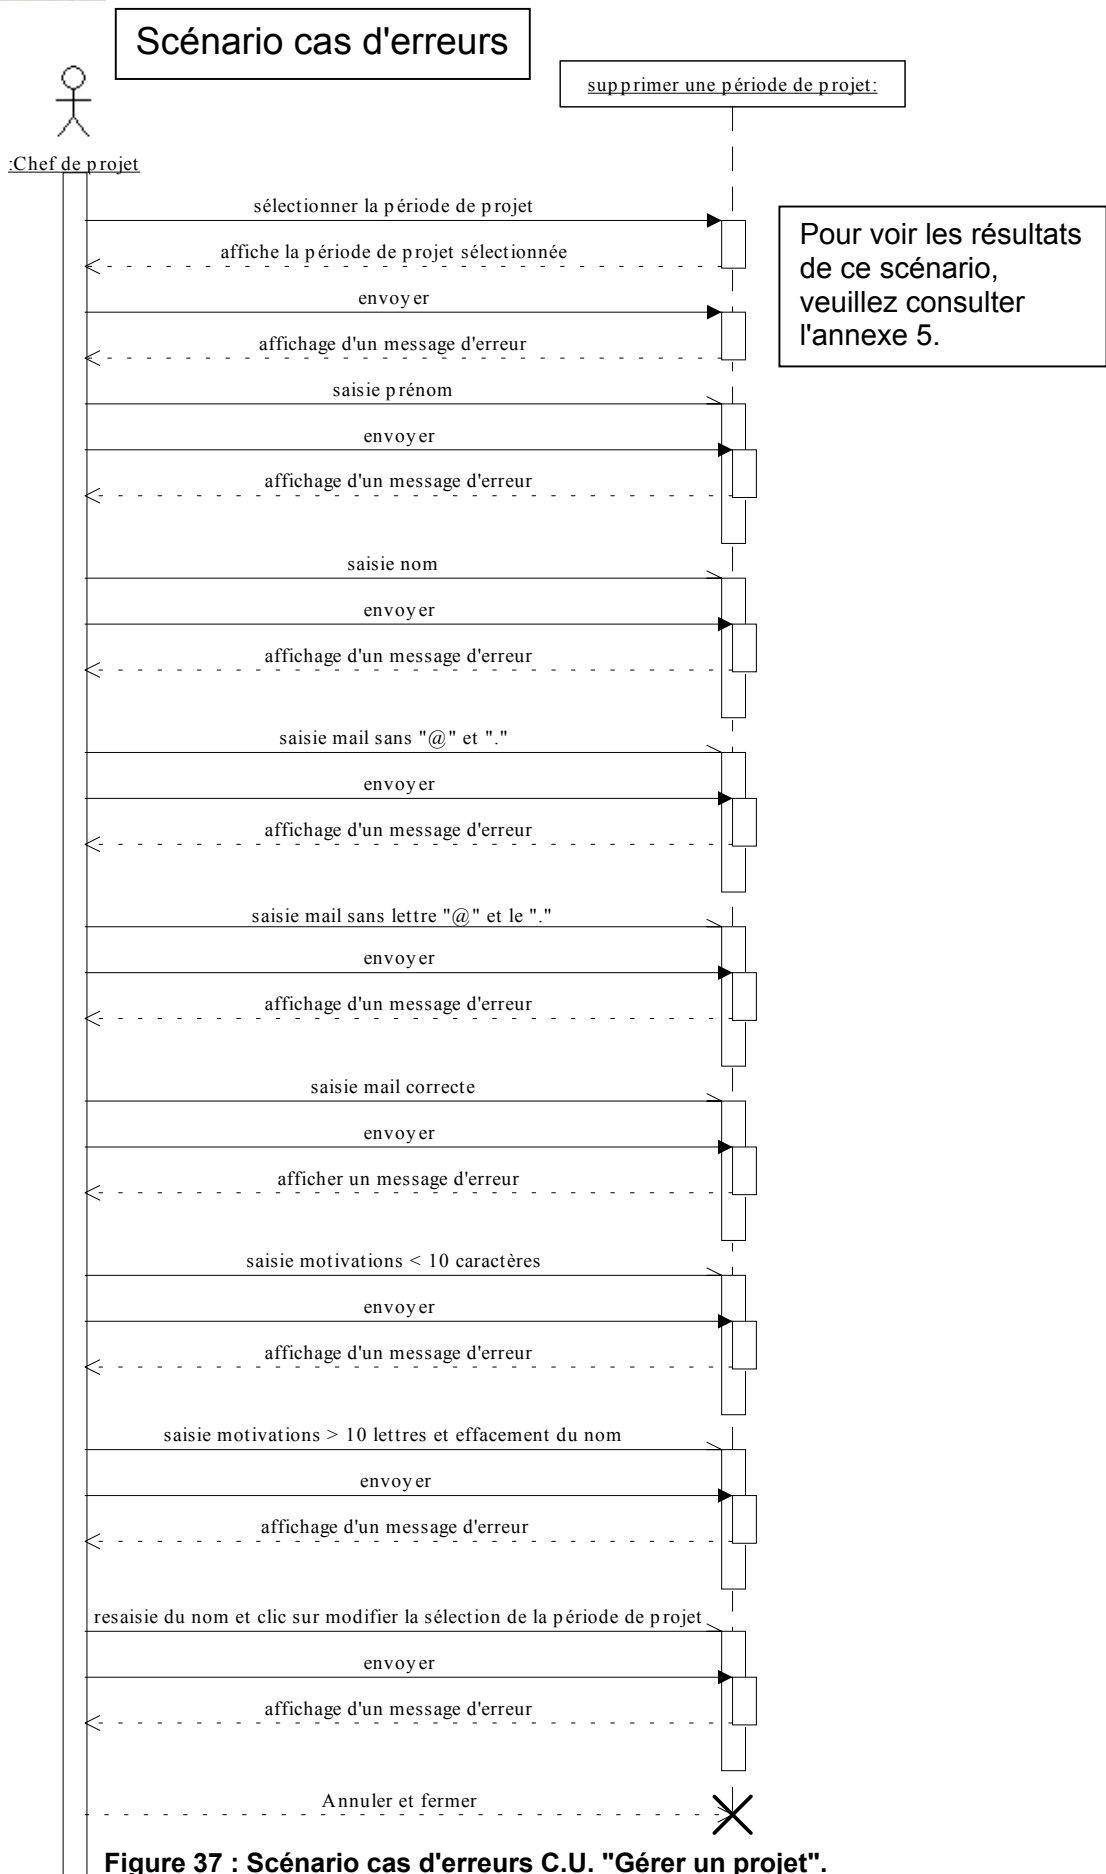 Scénario cas d'erreurs
supprimer une période de projet:
:Chef de projet
sélectionner la période de projet
affiche la période de projet sélectionnée
Pour voir les résultats
de ce scénario,
veuillez consulter
l'annexe 5.
envoyer
affichage d'un message d'erreur
saisie prénom
envoyer
affichage d'un message d'erreur
saisie nom
envoyer
affichage d'un message d'erreur
saisie mail sans "@" et "."
envoyer
affichage d'un message d'erreur
saisie mail sans lettre "@" et le "."
envoyer
affichage d'un message d'erreur
saisie mail correcte
envoyer
afficher un message d'erreur
saisie motivations < 10 caractères
envoyer
affichage d'un message d'erreur
saisie motivations > 10 lettres et effacement du nom
envoyer
affichage d'un message d'erreur
resaisie du nom et clic sur modifier la sélection de la période de projet
envoyer
affichage d'un message d'erreur
Annuler et fermer
Figure 37 : Scénario cas d'erreurs C.U. "Gérer un projet".